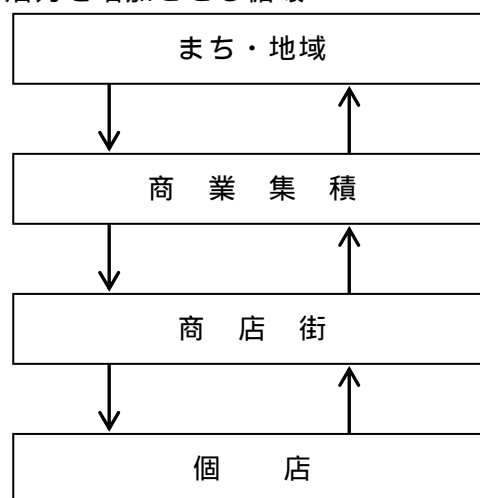 まち・地域
商 業 集 積
商 店 街
個 店